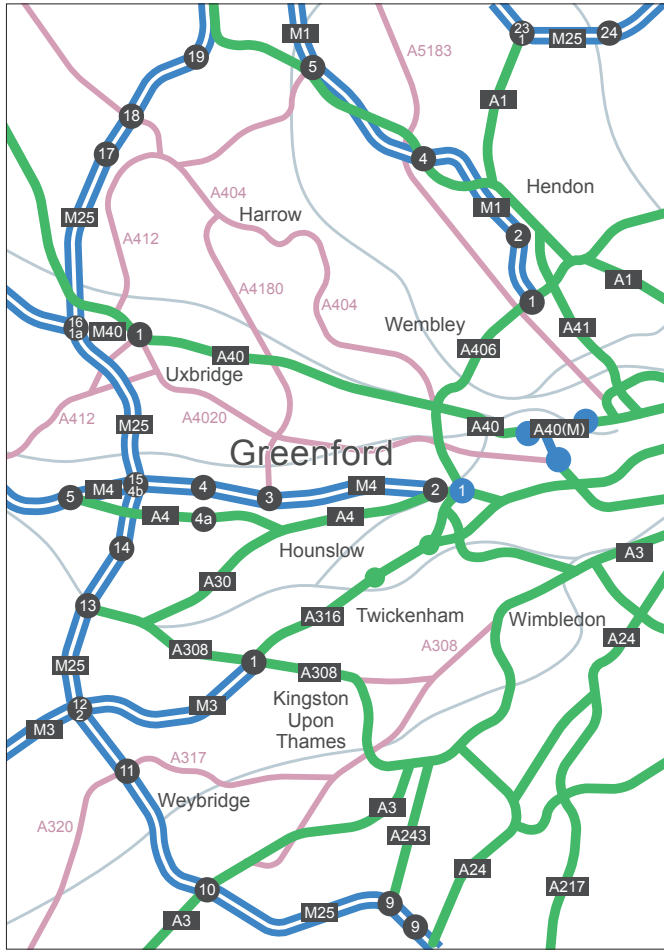 M1
23
1
M25
24
A5183
19
5
A1
18
17
4
Hendon
A404
M25
Harrow
M1
A412
2
A4180
A404
1
A1
16
1a
M40
1
Wembley
A41
A406
A40
Uxbridge
A412
A4020
A40
A40(M)
M25
Greenford
15
4b
M4
5
4
3
M4
2
1
A4
4a
A4
14
Hounslow
A3
A30
13
A316
Twickenham
Wimbledon
A24
A308
1
A308
A308
M25
Kingston
Upon
Thames
12
2
M3
M3
A317
11
Weybridge
A320
A3
A243
A24
10
A217
A3
M25
9
9